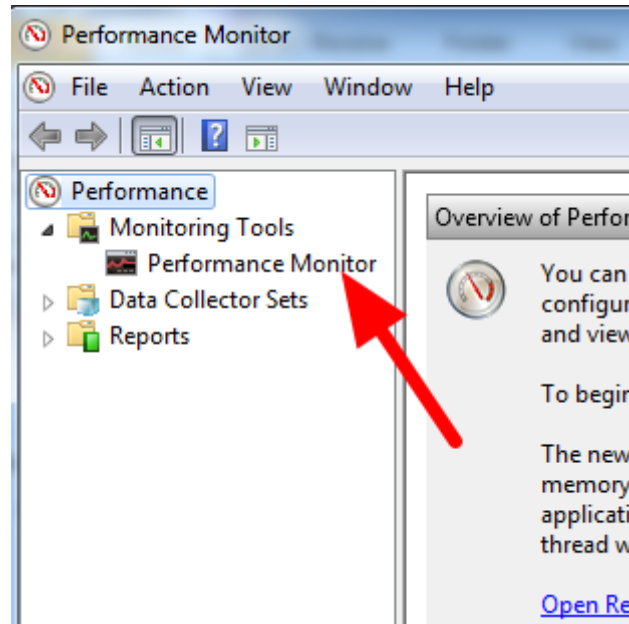 Performance Monitor
File Action View Window Help
Performance
Monitoring Tools
Performance Monitor
Data Collector Sets
Reports
Overview of Perfor
You can
configur
and view
To begin
The new
memory
applicati
thread w
Open Re